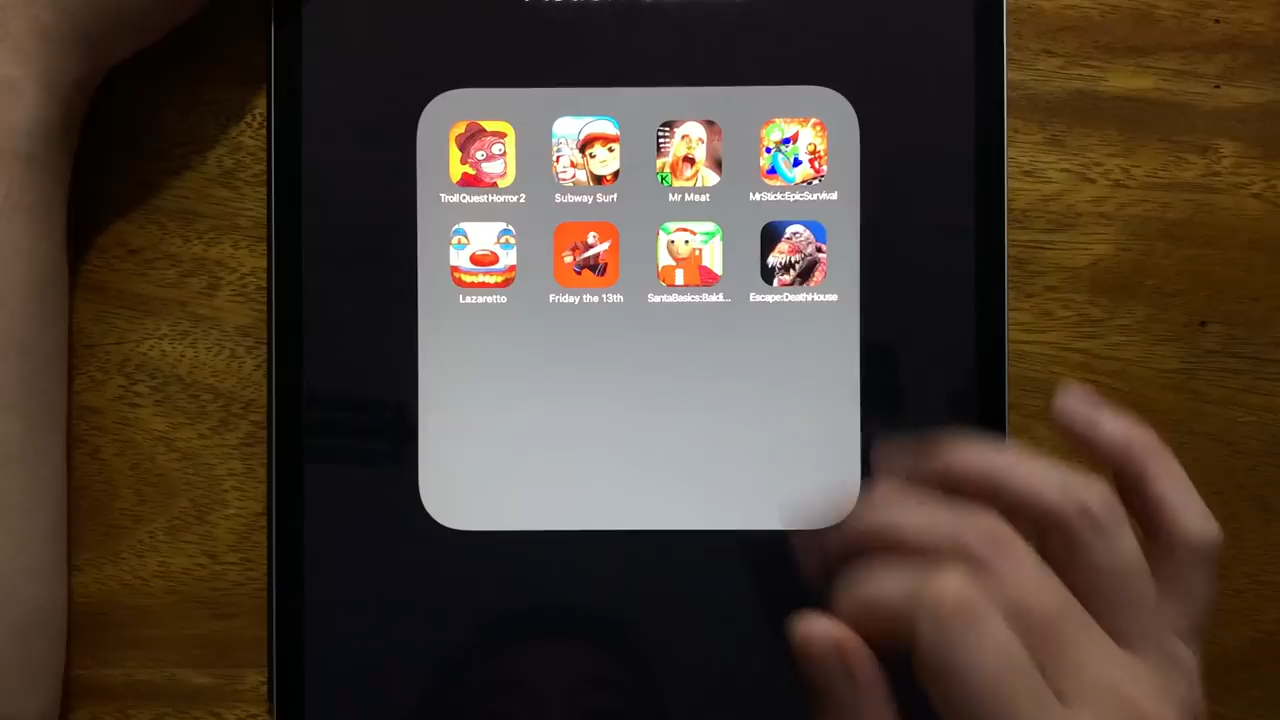 Troll Quest Horror 2
Subway Surf
Mr Meat
MrStick:EpicSurvival
K
Lazaretto
Friday the 13th
SantaBasics:Baldi...
Escape:DeathHouse